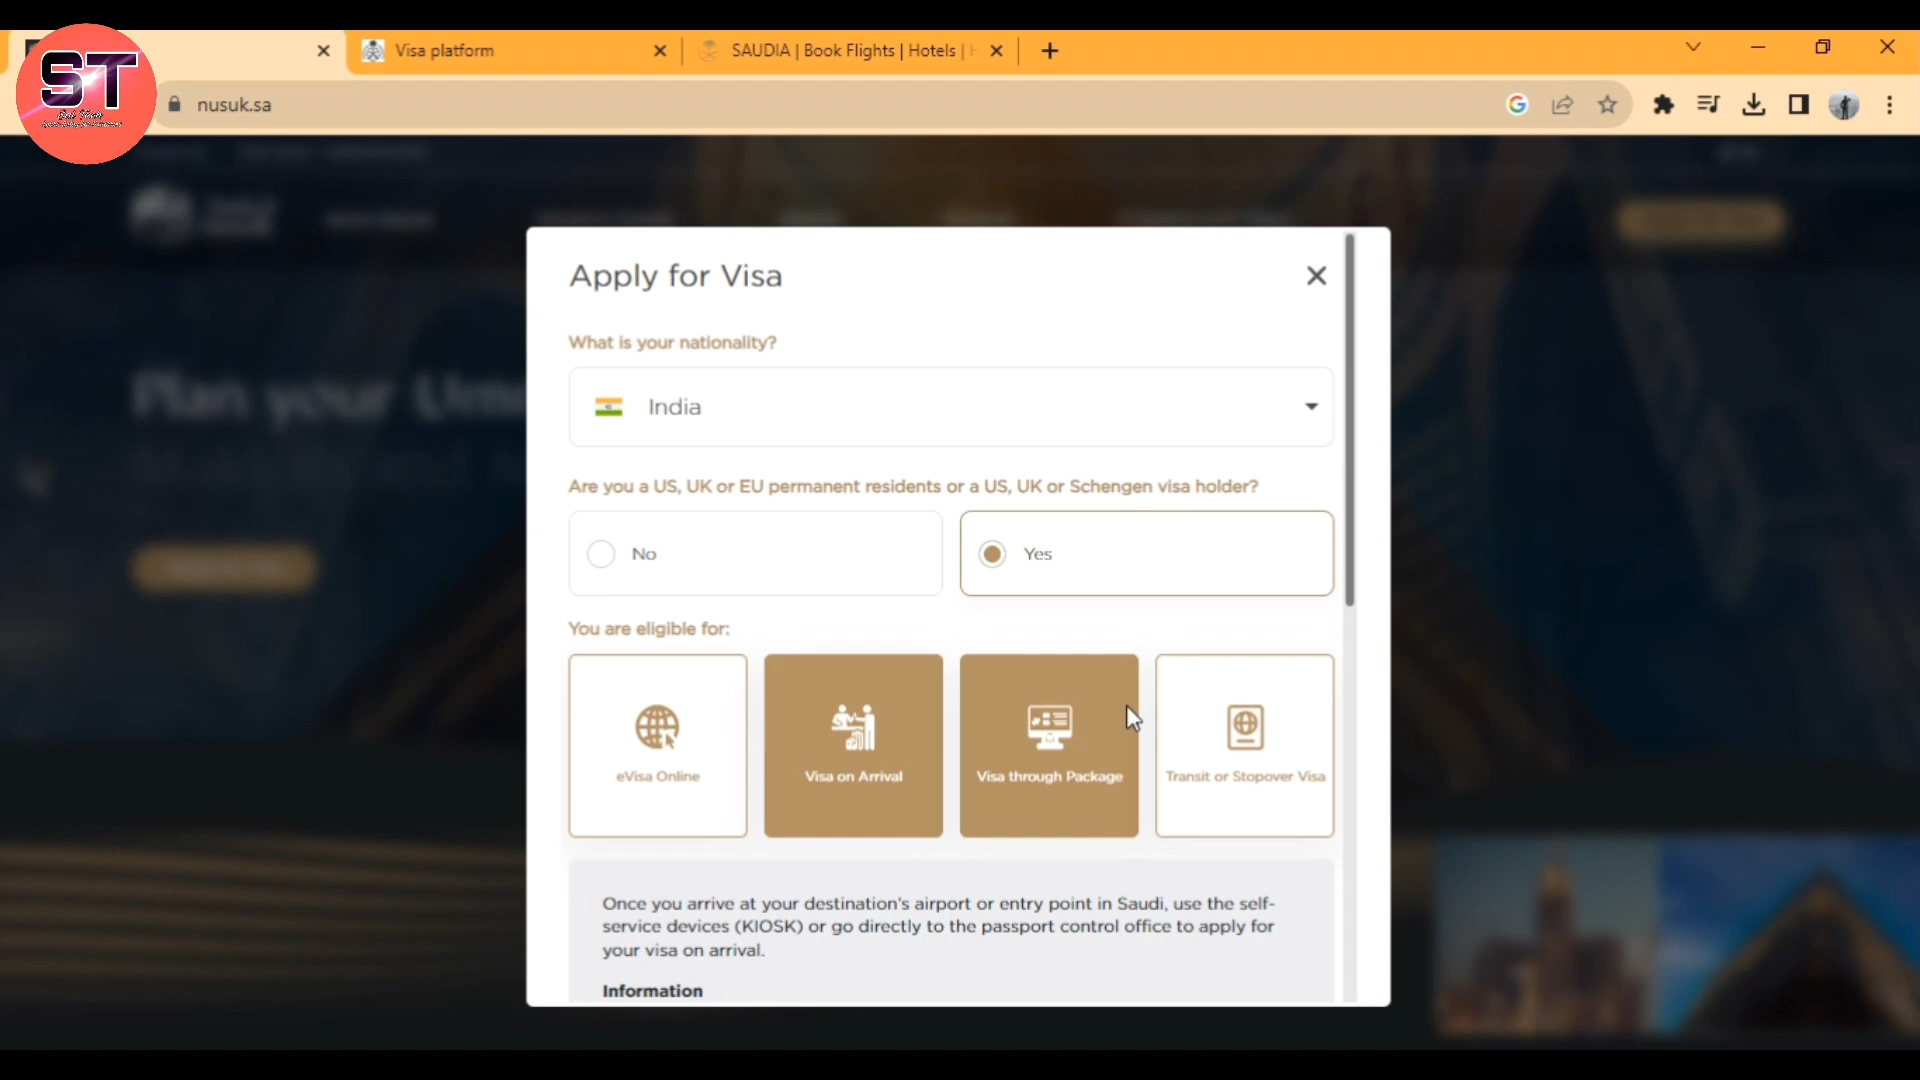 ST
Visa platform
SAUDIA | Book Flights | Hotels |
nusuk.sa
Plan your
Apply for Visa
What is your nationality?
India
Are you a US, UK or EU permanent residents or a US, UK or Schengen visa holder?
No
Yes
You are eligible for:
eVisa Online
Visa on Arrival
Visa through Package
Transit or Stopover Visa
Once you arrive at your destination's airport or entry point in Saudi, use the self-
service devices (KIOSK) or go directly to the passport control office to apply for
your visa on arrival.
Information